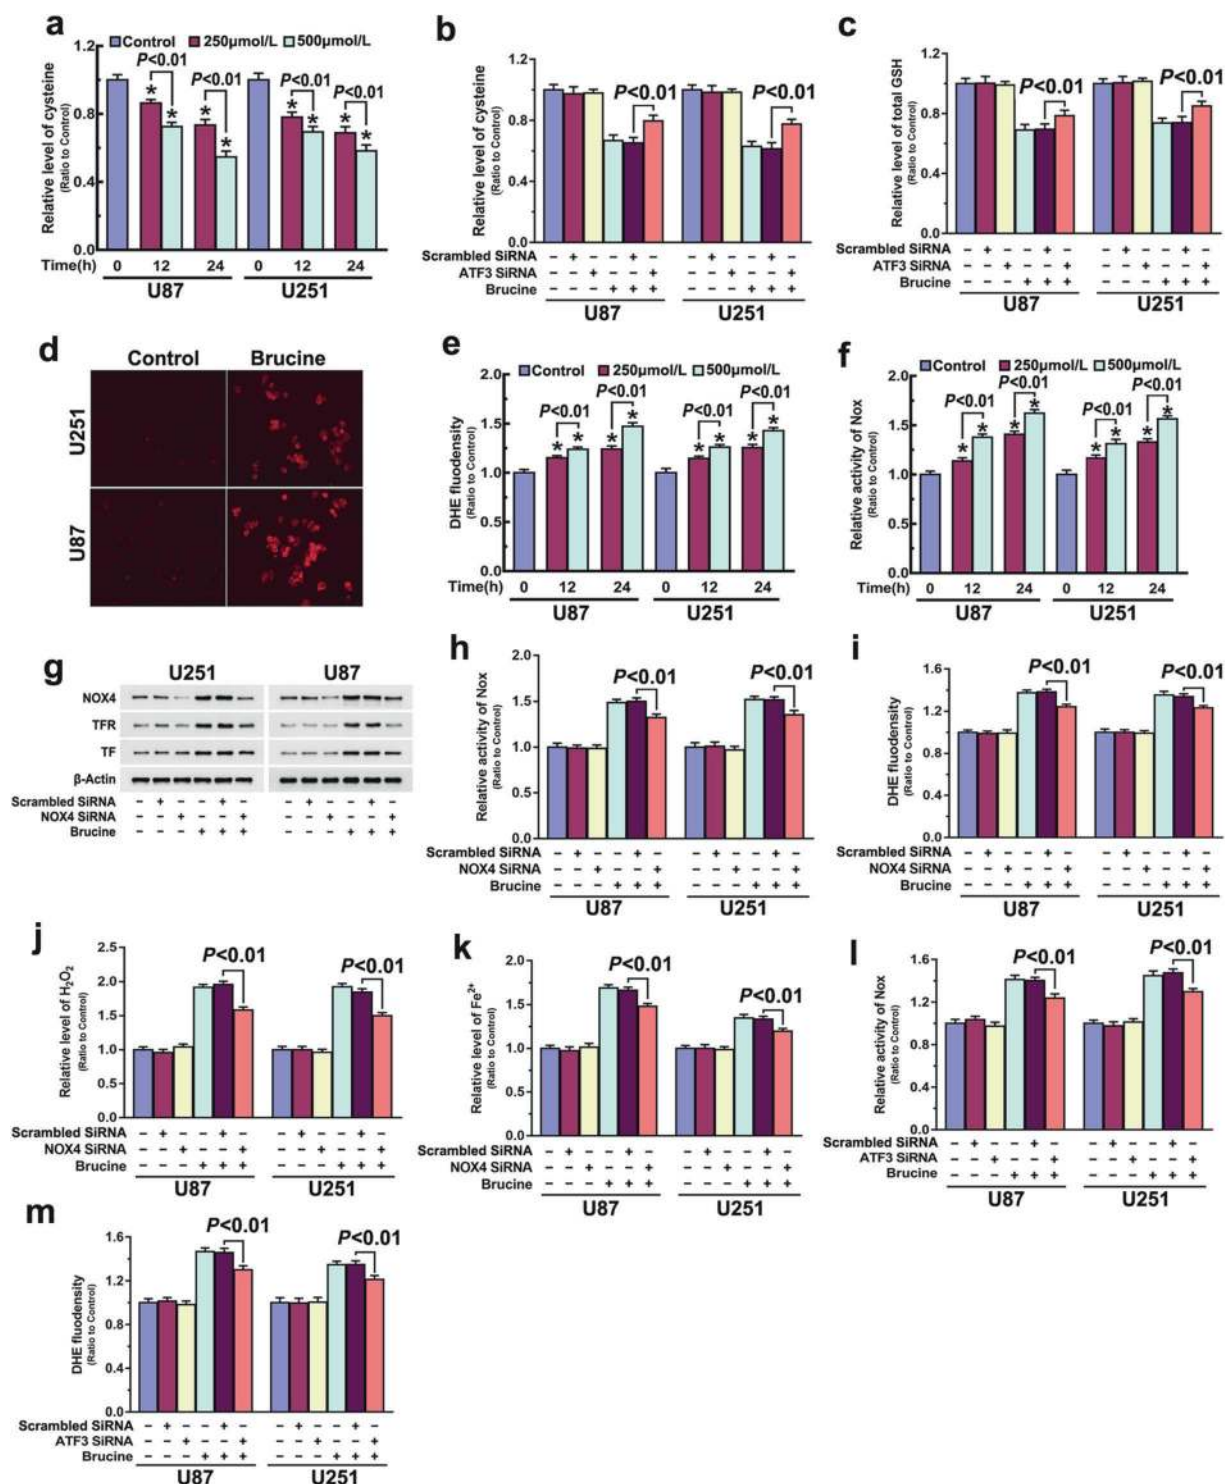 a
Control 250μmol/L 500μmol/L
1.2
P<0.01
P<0.01
P<0.01
P<0.01
* * * * * * * *
Relative level of cysteine
(Ratio to Control)
0.8
0.4
0.0
Time(h) 0 12 24 0 12 24
U87 U251
b
1.2
P<0.01
P<0.01
Relative level of cysteine
(Ratio to Control)
0.8
0.4
0.0
Scrambled SiRNA – + – – + – – + – – + –
ATF3 SiRNA – – + – – + – – + – – +
Brucine – – – + + + – – – + + +
U87 U251
c
1.2
P<0.01
P<0.01
Relative level of total GSH
(Ratio to Control)
0.8
0.4
0.0
Scrambled SiRNA – + – – + – – + – – + –
ATF3 SiRNA – – + – – + – – + – – +
Brucine – – – + + + – – – + + +
U87 U251
d
Control Brucine
U251
U87
e
Control 250μmol/L 500μmol/L
2.0
P<0.01
P<0.01
P<0.01
P<0.01
* * * * * * * *
DHE fluodensity
(Ratio to Control)
1.5
1.0
0.5
0.0
Time(h) 0 12 24 0 12 24
U87 U251
f
Control 250μmol/L 500μmol/L
2.0
P<0.01
P<0.01
P<0.01
P<0.01
* * * * * * * *
Relative activity of Nox
(Ratio to Control)
1.5
1.0
0.5
0.0
Time(h) 0 12 24 0 12 24
U87 U251
g
U251 U87
NOX4
TFR
TF
β-Actin
Scrambled SiRNA – + – – + – – + – – + –
NOX4 SiRNA – – + – – + – – + – – +
Brucine – – – + + + – – – + + +
h
2.0
P<0.01
P<0.01
Relative activity of Nox
(Ratio to Control)
1.5
1.0
0.5
0.0
Scrambled SiRNA – + – – + – – + – – + –
NOX4 SiRNA – – + – – + – – + – – +
Brucine – – – + + + – – – + + +
U87 U251
i
1.6
P<0.01
P<0.01
DHE fluodensity
(Ratio to Control)
1.2
0.8
0.4
0.0
Scrambled SiRNA – + – – + – – + – – + –
NOX4 SiRNA – – + – – + – – + – – +
Brucine – – – + + + – – – + + +
U87 U251
j
2.5
P<0.01
P<0.01
Relative level of H₂O₂
(Ratio to Control)
2.0
1.5
1.0
0.5
0.0
Scrambled SiRNA – + – – + – – + – – + –
NOX4 SiRNA – – + – – + – – + – – +
Brucine – – – + + + – – – + + +
U87 U251
k
2.0
P<0.01
P<0.01
Relative level of Fe²⁺
(Ratio to Control)
1.5
1.0
0.5
0.0
Scrambled SiRNA – + – – + – – + – – + –
NOX4 SiRNA – – + – – + – – + – – +
Brucine – – – + + + – – – + + +
U87 U251
l
1.6
P<0.01
P<0.01
Relative activity of Nox
(Ratio to Control)
1.2
0.8
0.4
0.0
Scrambled SiRNA – + – – + – – + – – + –
ATF3 SiRNA – – + – – + – – + – – +
Brucine – – – + + + – – – + + +
U87 U251
m
1.6
P<0.01
P<0.01
DHE fluodensity
(Ratio to Control)
1.2
0.8
0.4
0.0
Scrambled SiRNA – + – – + – – + – – + –
ATF3 SiRNA – – + – – + – – + – – +
Brucine – – – + + + – – – + + +
U87 U251